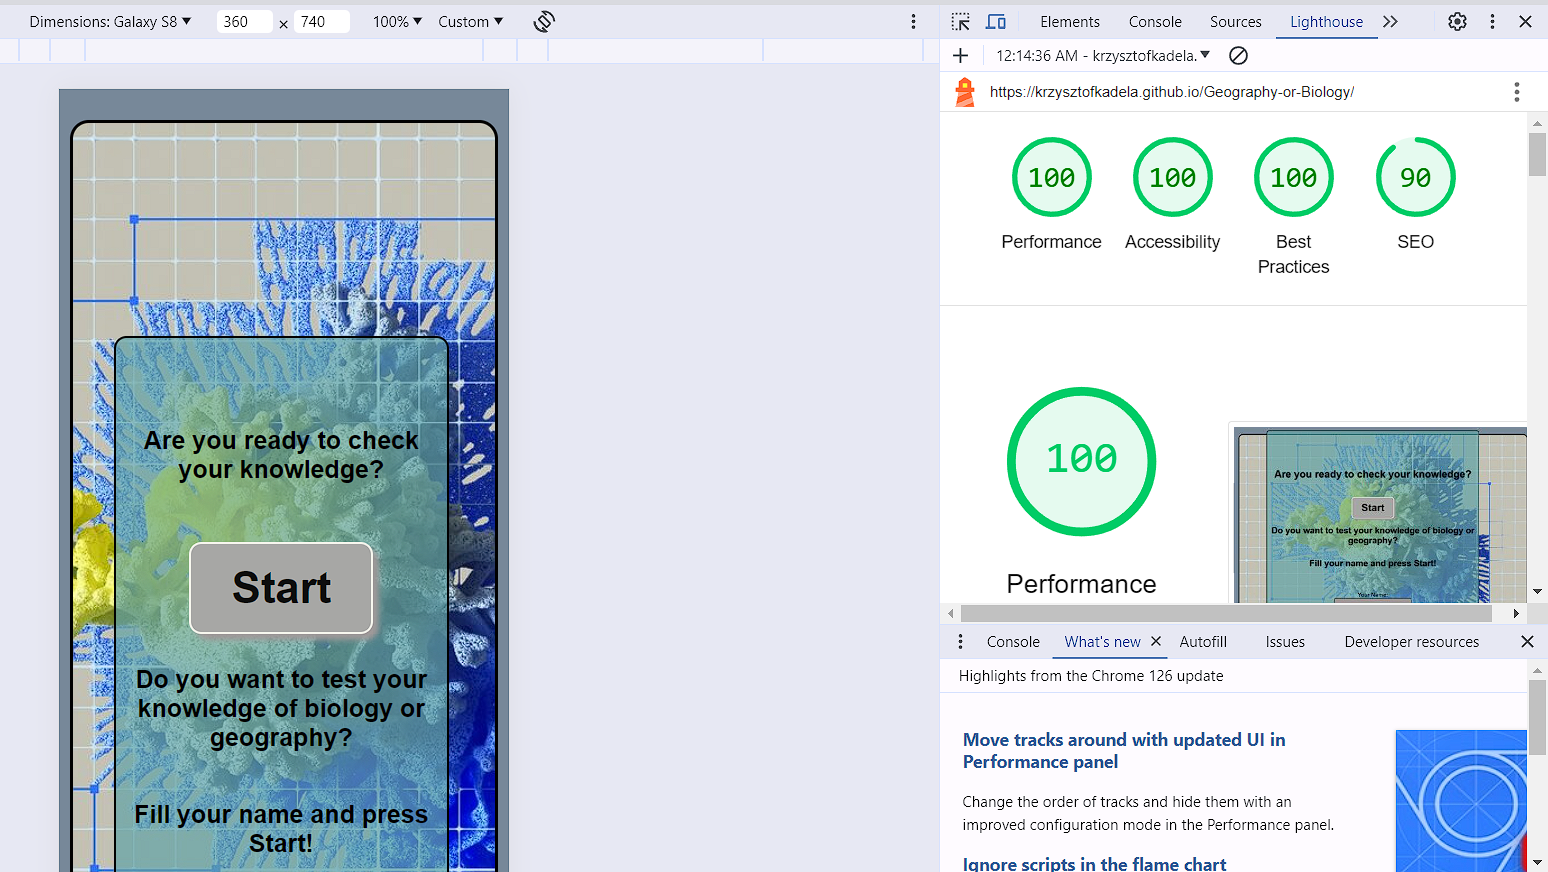 Dimensions: Galaxy S8 360 × 740 100% Custom
Elements Console Sources Lighthouse
12:14:36 AM - krzysztofkadela.
https://krzysztofkadela.github.io/Geography-or-Biology/
100 100 100 90
Performance Accessibility Best Practices SEO
100
Performance
Are you ready to check your knowledge?
Start
Do you want to test your knowledge of biology or
geography?
Fill your name and press Start!
Your Name:
Are you ready to check
your knowledge?
Start
Do you want to test your
knowledge of biology or
geography?
Fill your name and press
Start!
Console What's new Autofill Issues Developer resources
Highlights from the Chrome 126 update
Move tracks around with updated UI in
Performance panel
Change the order of tracks and hide them with an
improved configuration mode in the Performance panel.
Ignore scripts in the flame chart